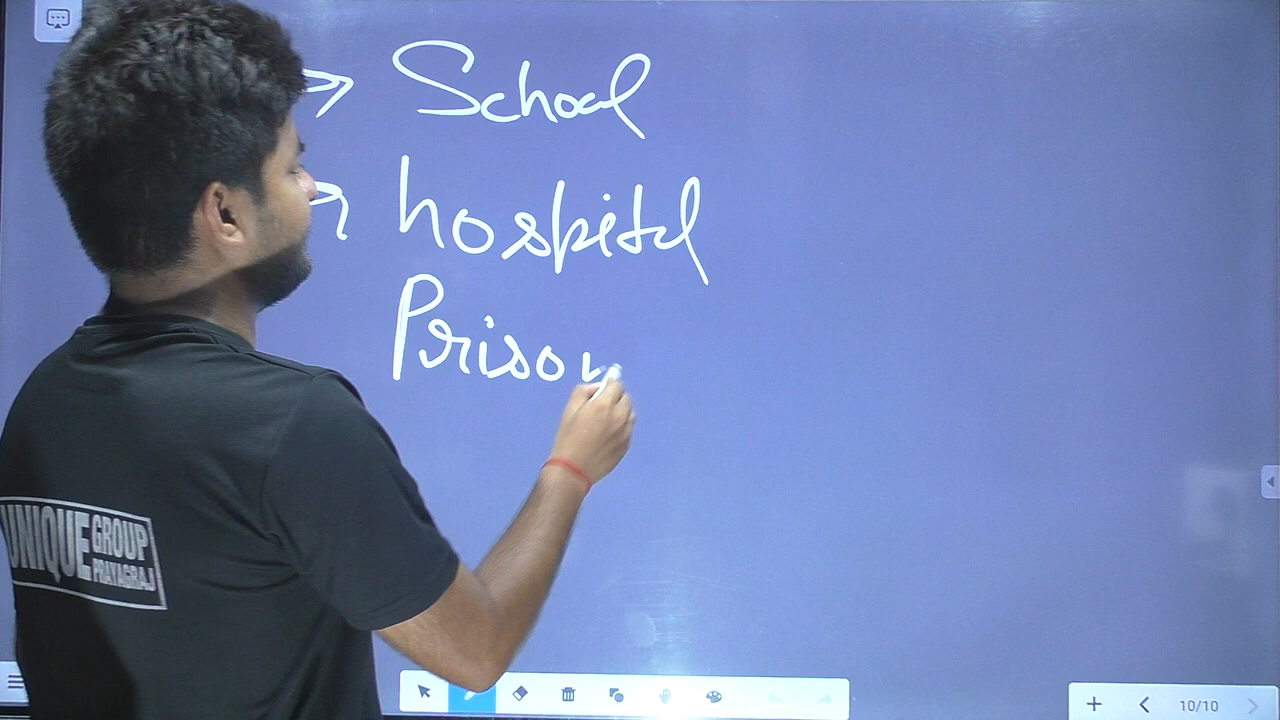 School
hospital
Prison
UNIQUE GROUP
PRAYAGRAJ
10/10